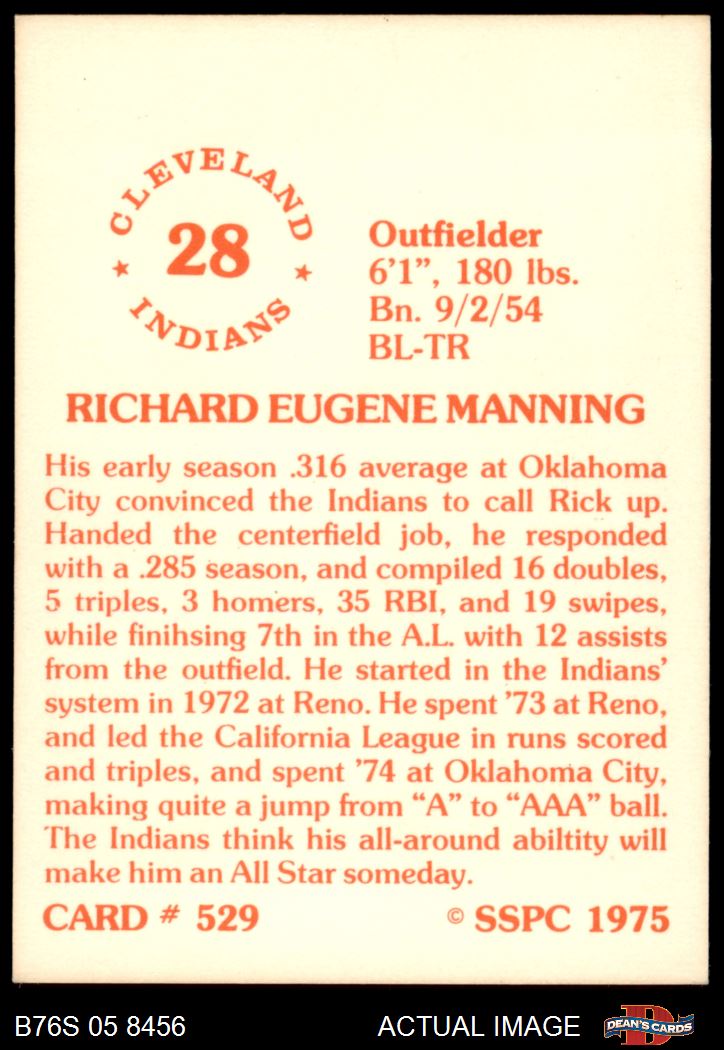 CLEVELAND
28
INDIANS
Outfielder
6'1”, 180 lbs.
Bn. 9/2/54
BL-TR
RICHARD EUGENE MANNING
His early season .316 average at Oklahoma
City convinced the Indians to call Rick up.
Handed the centerfield job, he responded
with a .285 season, and compiled 16 doubles,
5 triples, 3 homers, 35 RBI, and 19 swipes,
while finihsing 7th in the A.L. with 12 assists
from the outfield. He started in the Indians’
system in 1972 at Reno. He spent ’73 at Reno,
and led the California League in runs scored
and triples, and spent ’74 at Oklahoma City,
making quite a jump from “A” to “AAA” ball.
The Indians think his all-around abiltity will
make him an All Star someday.
CARD # 529 © SSPC 1975
B76S 05 8456 ACTUAL IMAGE DEAN'S CARDS